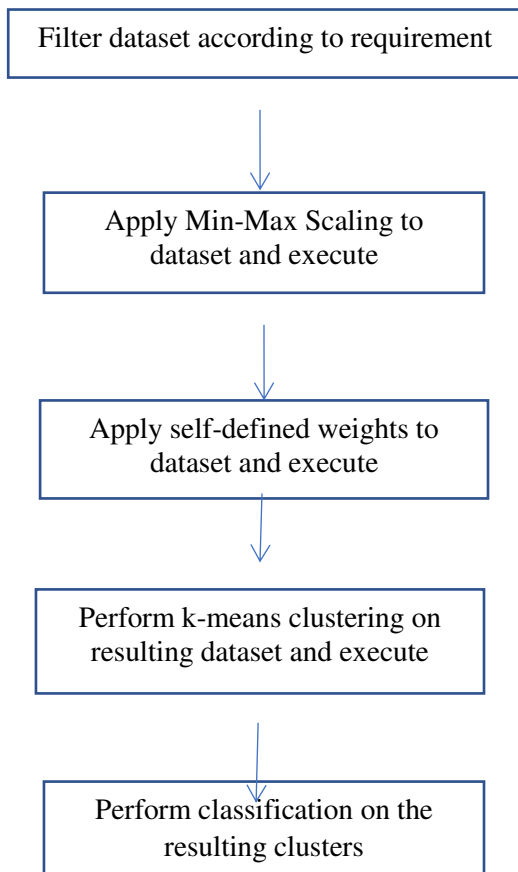 Filter dataset according to requirement
Apply Min-Max Scaling to
dataset and execute
Apply self-defined weights to
dataset and execute
Perform k-means clustering on
resulting dataset and execute
Perform classification on the
resulting clusters